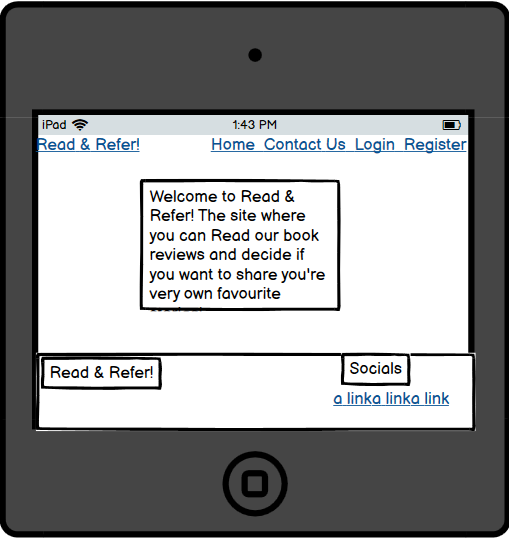 iPad 1:43 PM
Read & Refer! Home Contact Us Login Register
Welcome to Read &
Refer! The site where
you can Read our book
reviews and decide if
you want to share you're
very own favourite
Read & Refer! Socials
a linka linka link